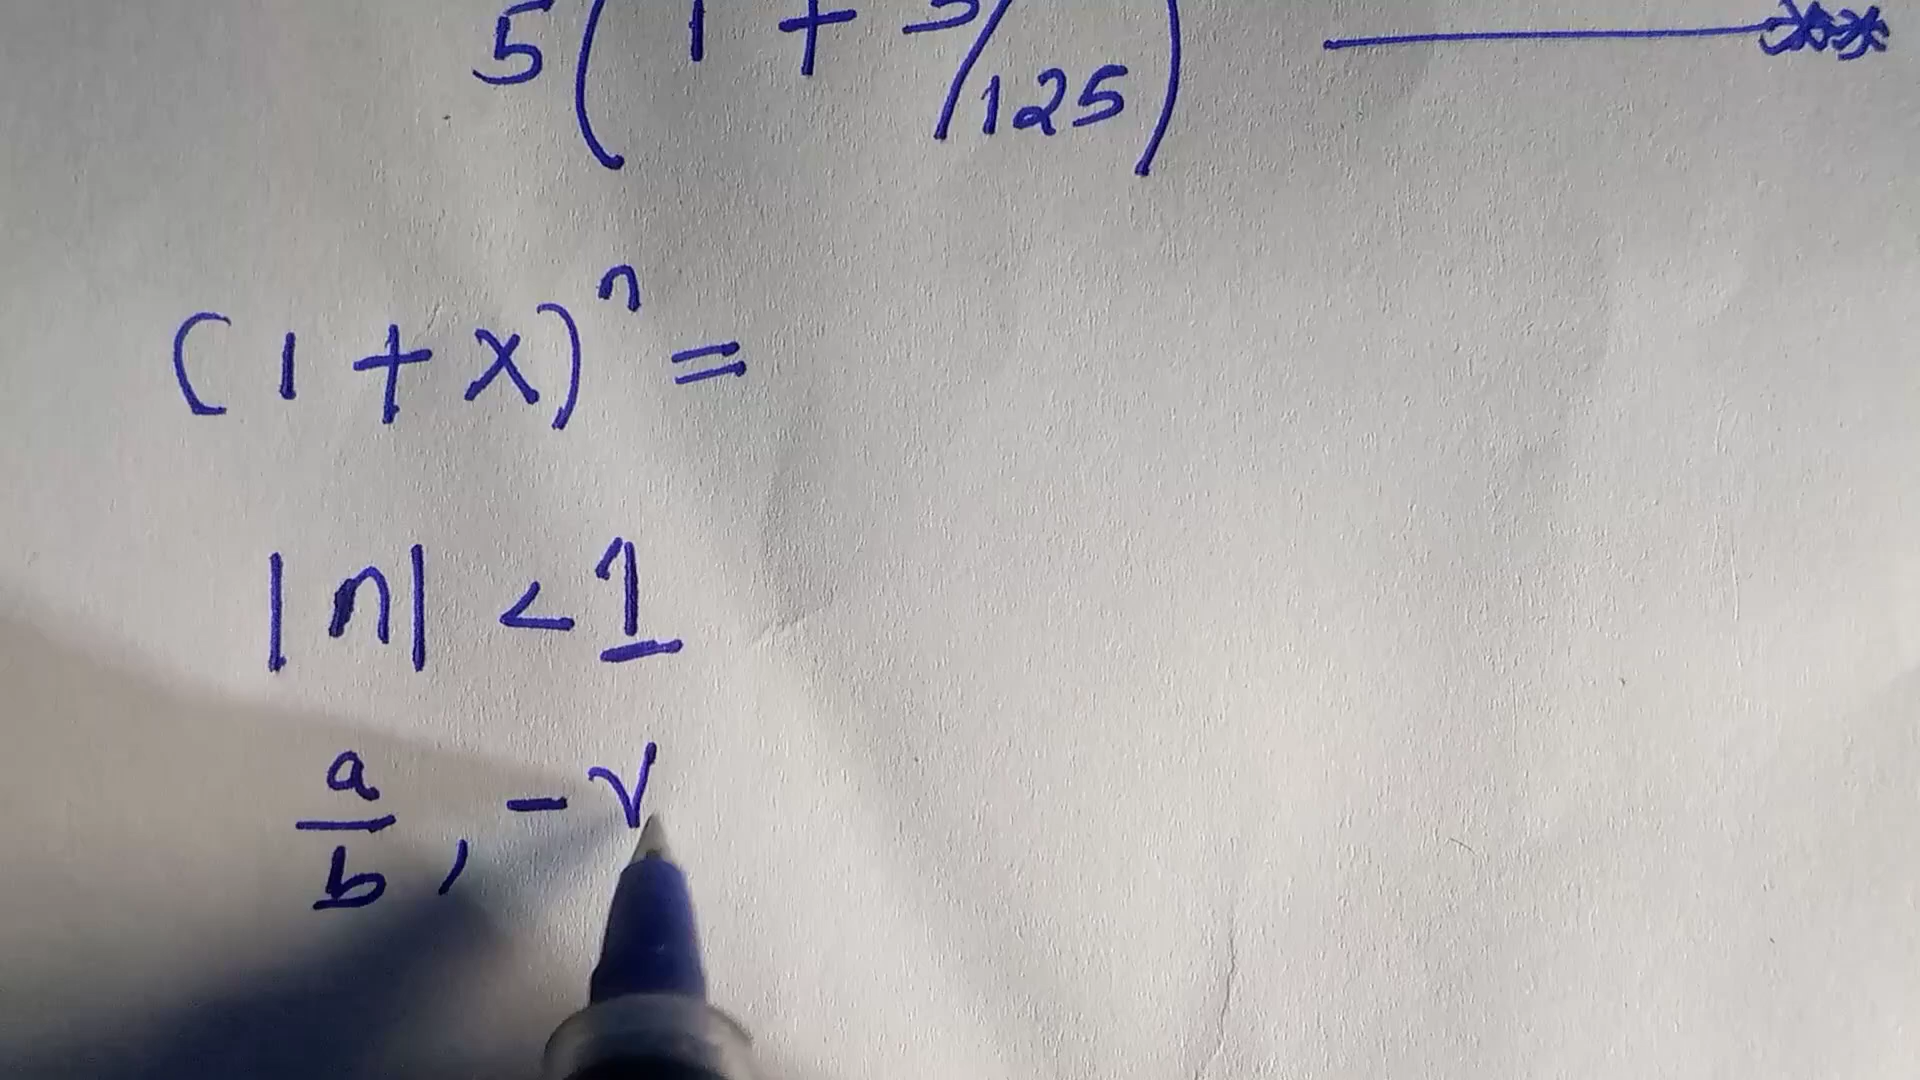 5(1 + 3/125) ***
(1 + x)ⁿ =
|n| < 1
a/b, -v